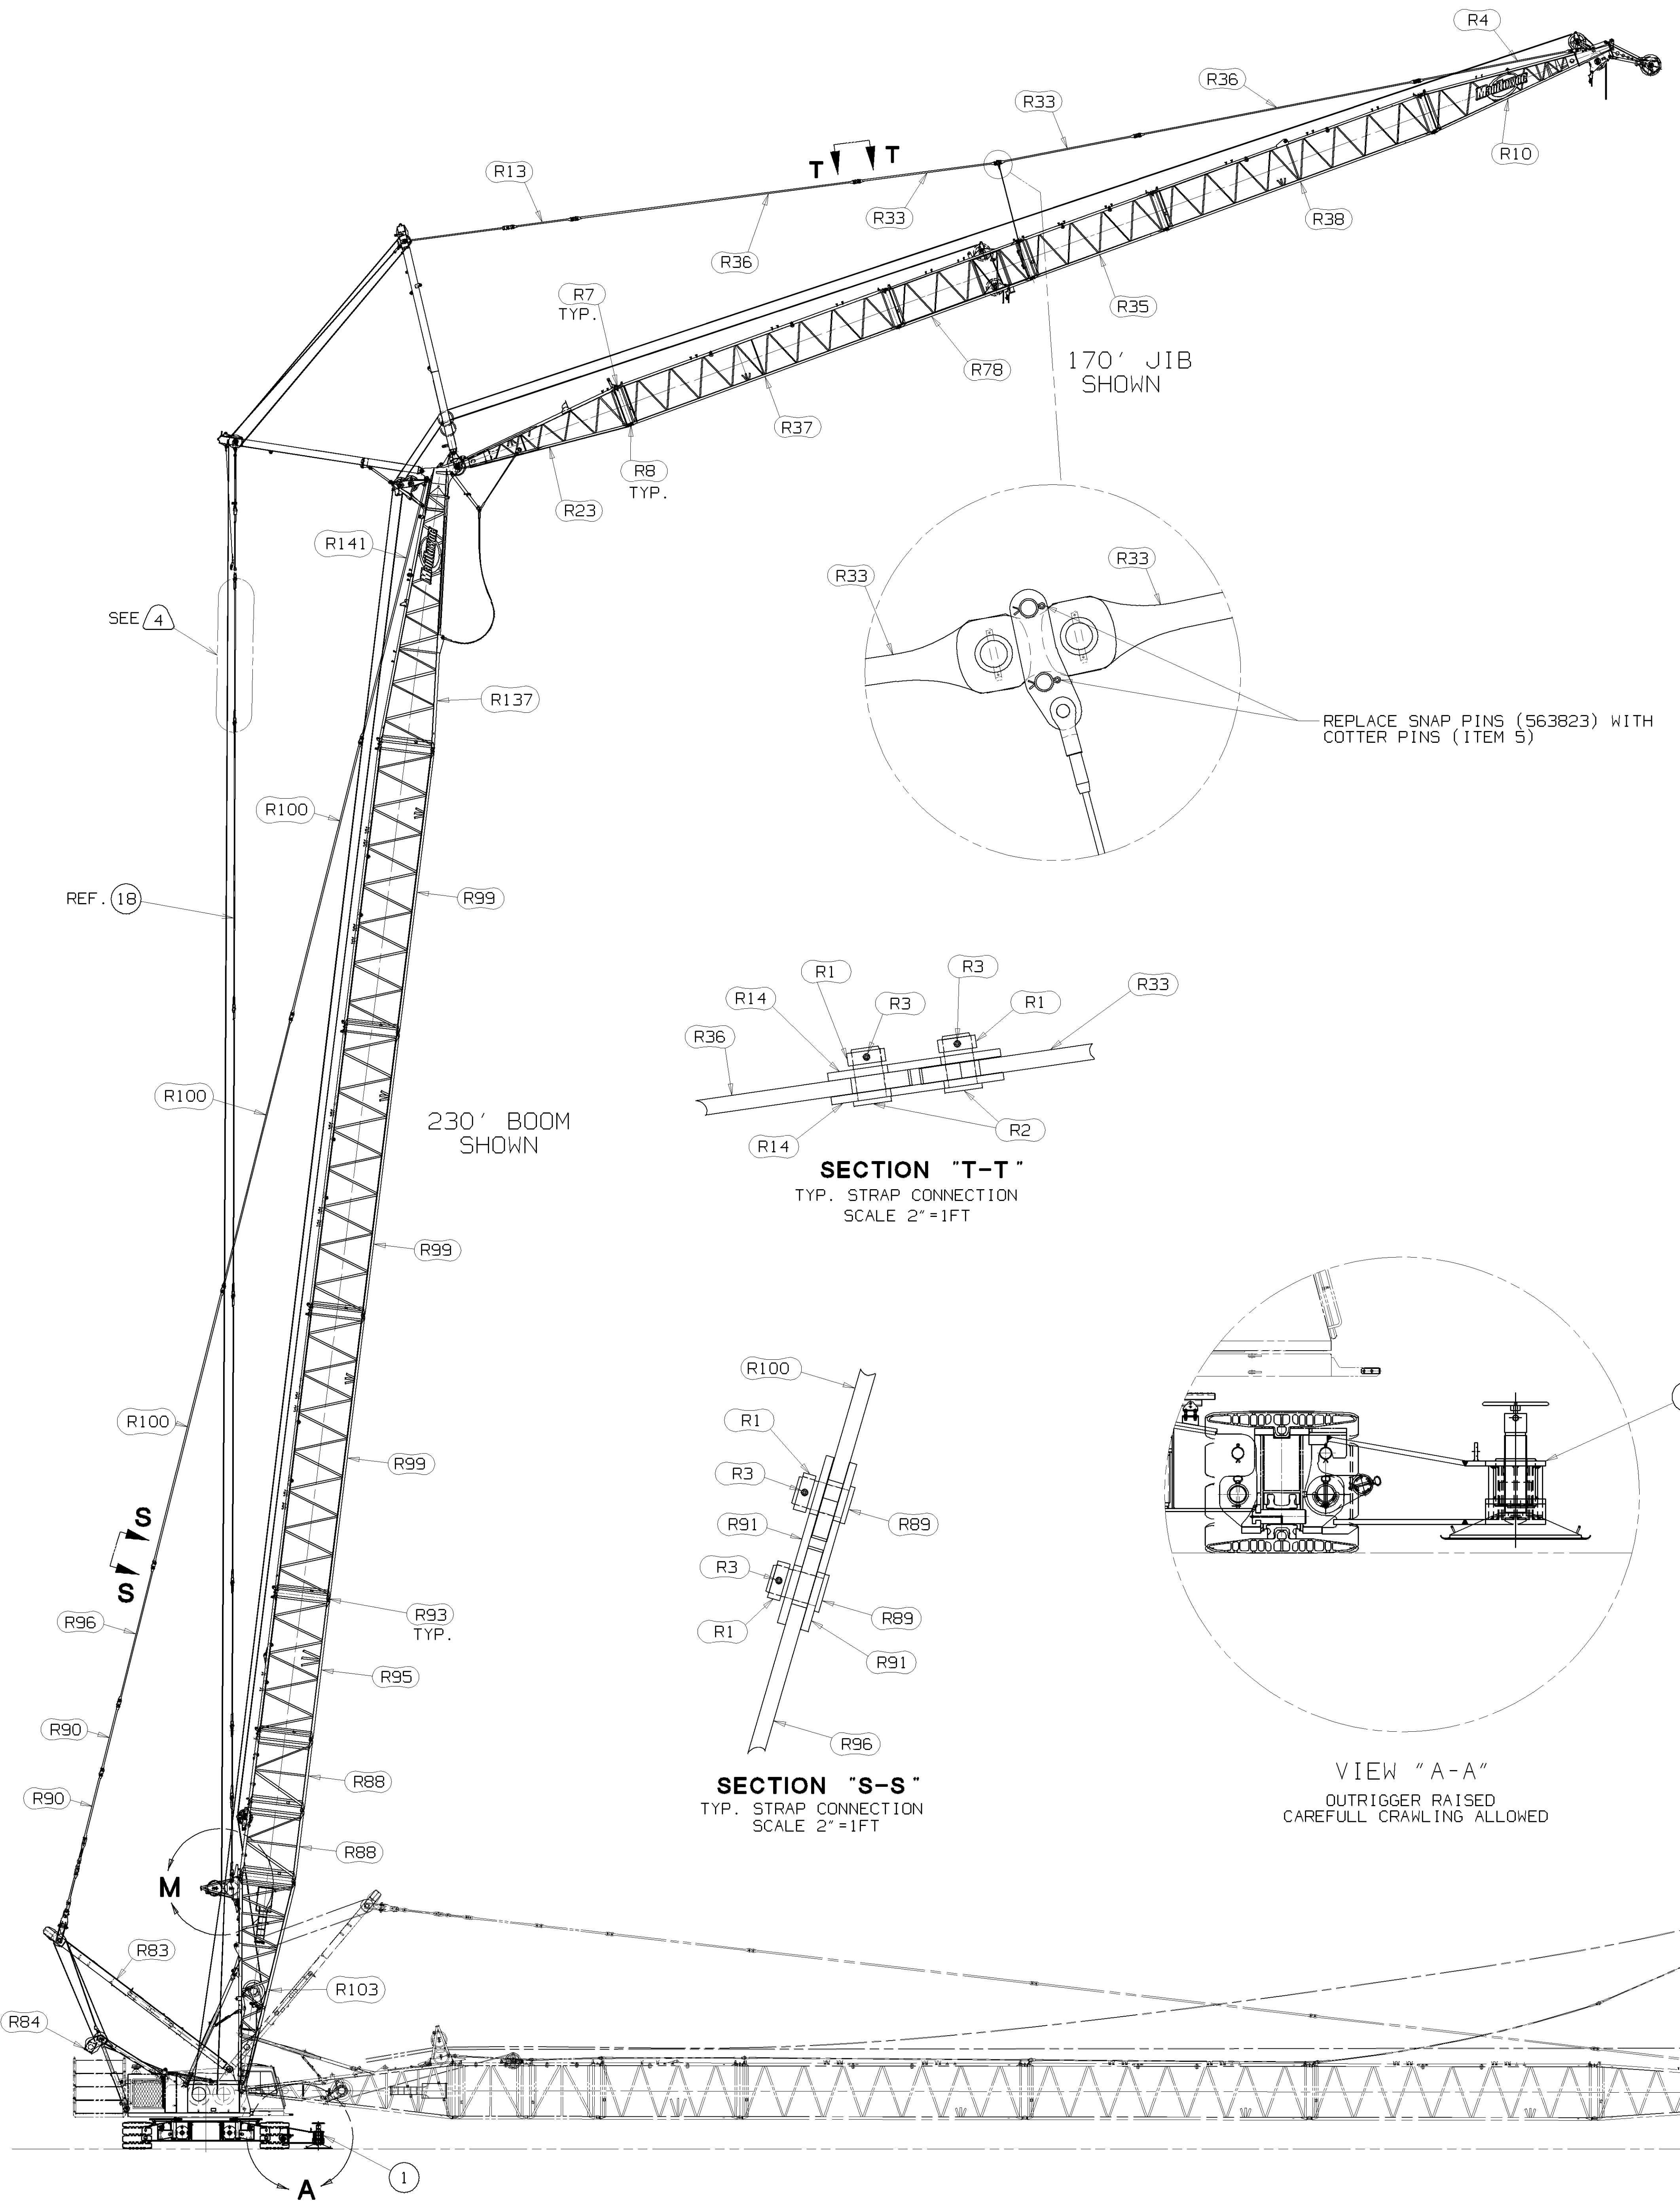 R4
R36
R33
T T
R13
R10
R33
R38
R36
R7
TYP.
R35
R78
170' JIB
SHOWN
R37
R8
TYP.
R23
Manitowoc
Manitowoc
R141
R33
R33
SEE 4
R137
REPLACE SNAP PINS (563823) WITH
COTTER PINS (ITEM 5)
R100
R99
REF. 18
R1
R3
R14
R3
R1
R33
R36
R100
230' BOOM
SHOWN
R14
R2
SECTION "T-T"
TYP. STRAP CONNECTION
SCALE 2"=1FT
R99
R100
R1
R3
R91
R89
R3
R1
R89
R91
R96
SECTION "S-S"
TYP. STRAP CONNECTION
SCALE 2"=1FT
R100
R99
S
S
R93
TYP.
R96
R95
R90
R88
R90
R88
VIEW "A-A"
OUTRIGGER RAISED
CAREFULL CRAWLING ALLOWED
M
R83
R103
R84
1
A